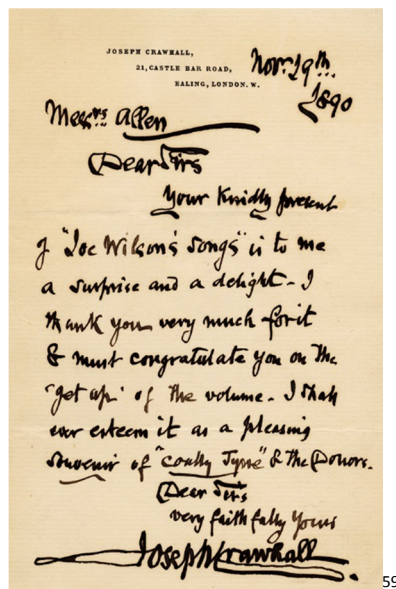 JOSEPH CRAWHALL,
21, CASTLE BAR ROAD,
EALING, LONDON. W.
Novr. 19th.
1890
Messrs. Allen
Dear Sirs
Your kindly present
of "Joe Wilson's Songs" is to me
a surprise and a delight - I
thank you very much for it
& must congratulate you on the
"get up" of the volume - I shall
ever esteem it as a pleasing
souvenir of "coally Tyne" & the Donors.
Dear Sirs
very faithfully Yours
Joseph Crawhall
59